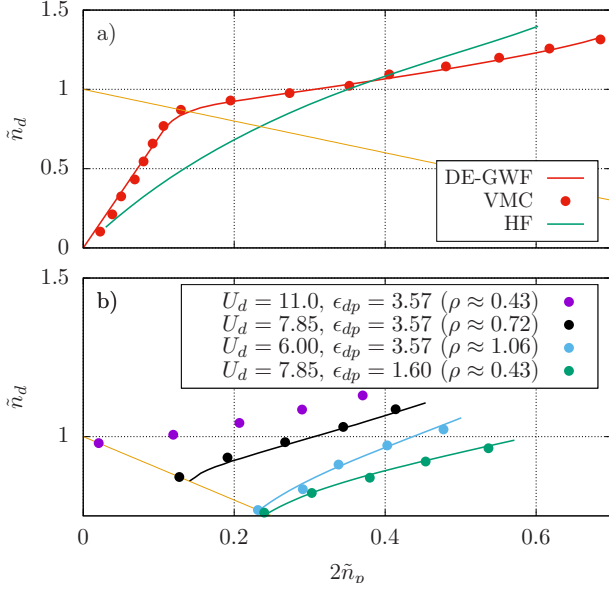 1.5
a)
1
ñ_d
0.5
DE-GWF
VMC
HF
0
1.5
b)
U_d = 11.0, ϵ_dp = 3.57 (ρ ≈ 0.43)
U_d = 7.85, ϵ_dp = 3.57 (ρ ≈ 0.72)
U_d = 6.00, ϵ_dp = 3.57 (ρ ≈ 1.06)
U_d = 7.85, ϵ_dp = 1.60 (ρ ≈ 0.43)
ñ_d
1
0 0.2 0.4 0.6
2ñ_p